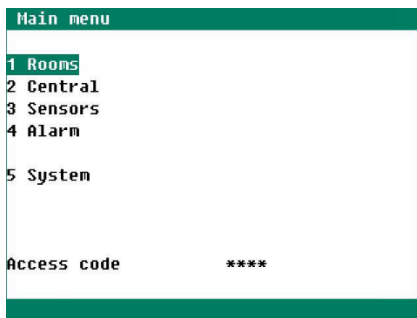 Main menu
1 Rooms
2 Central
3 Sensors
4 Alarm
5 System
Access code ****